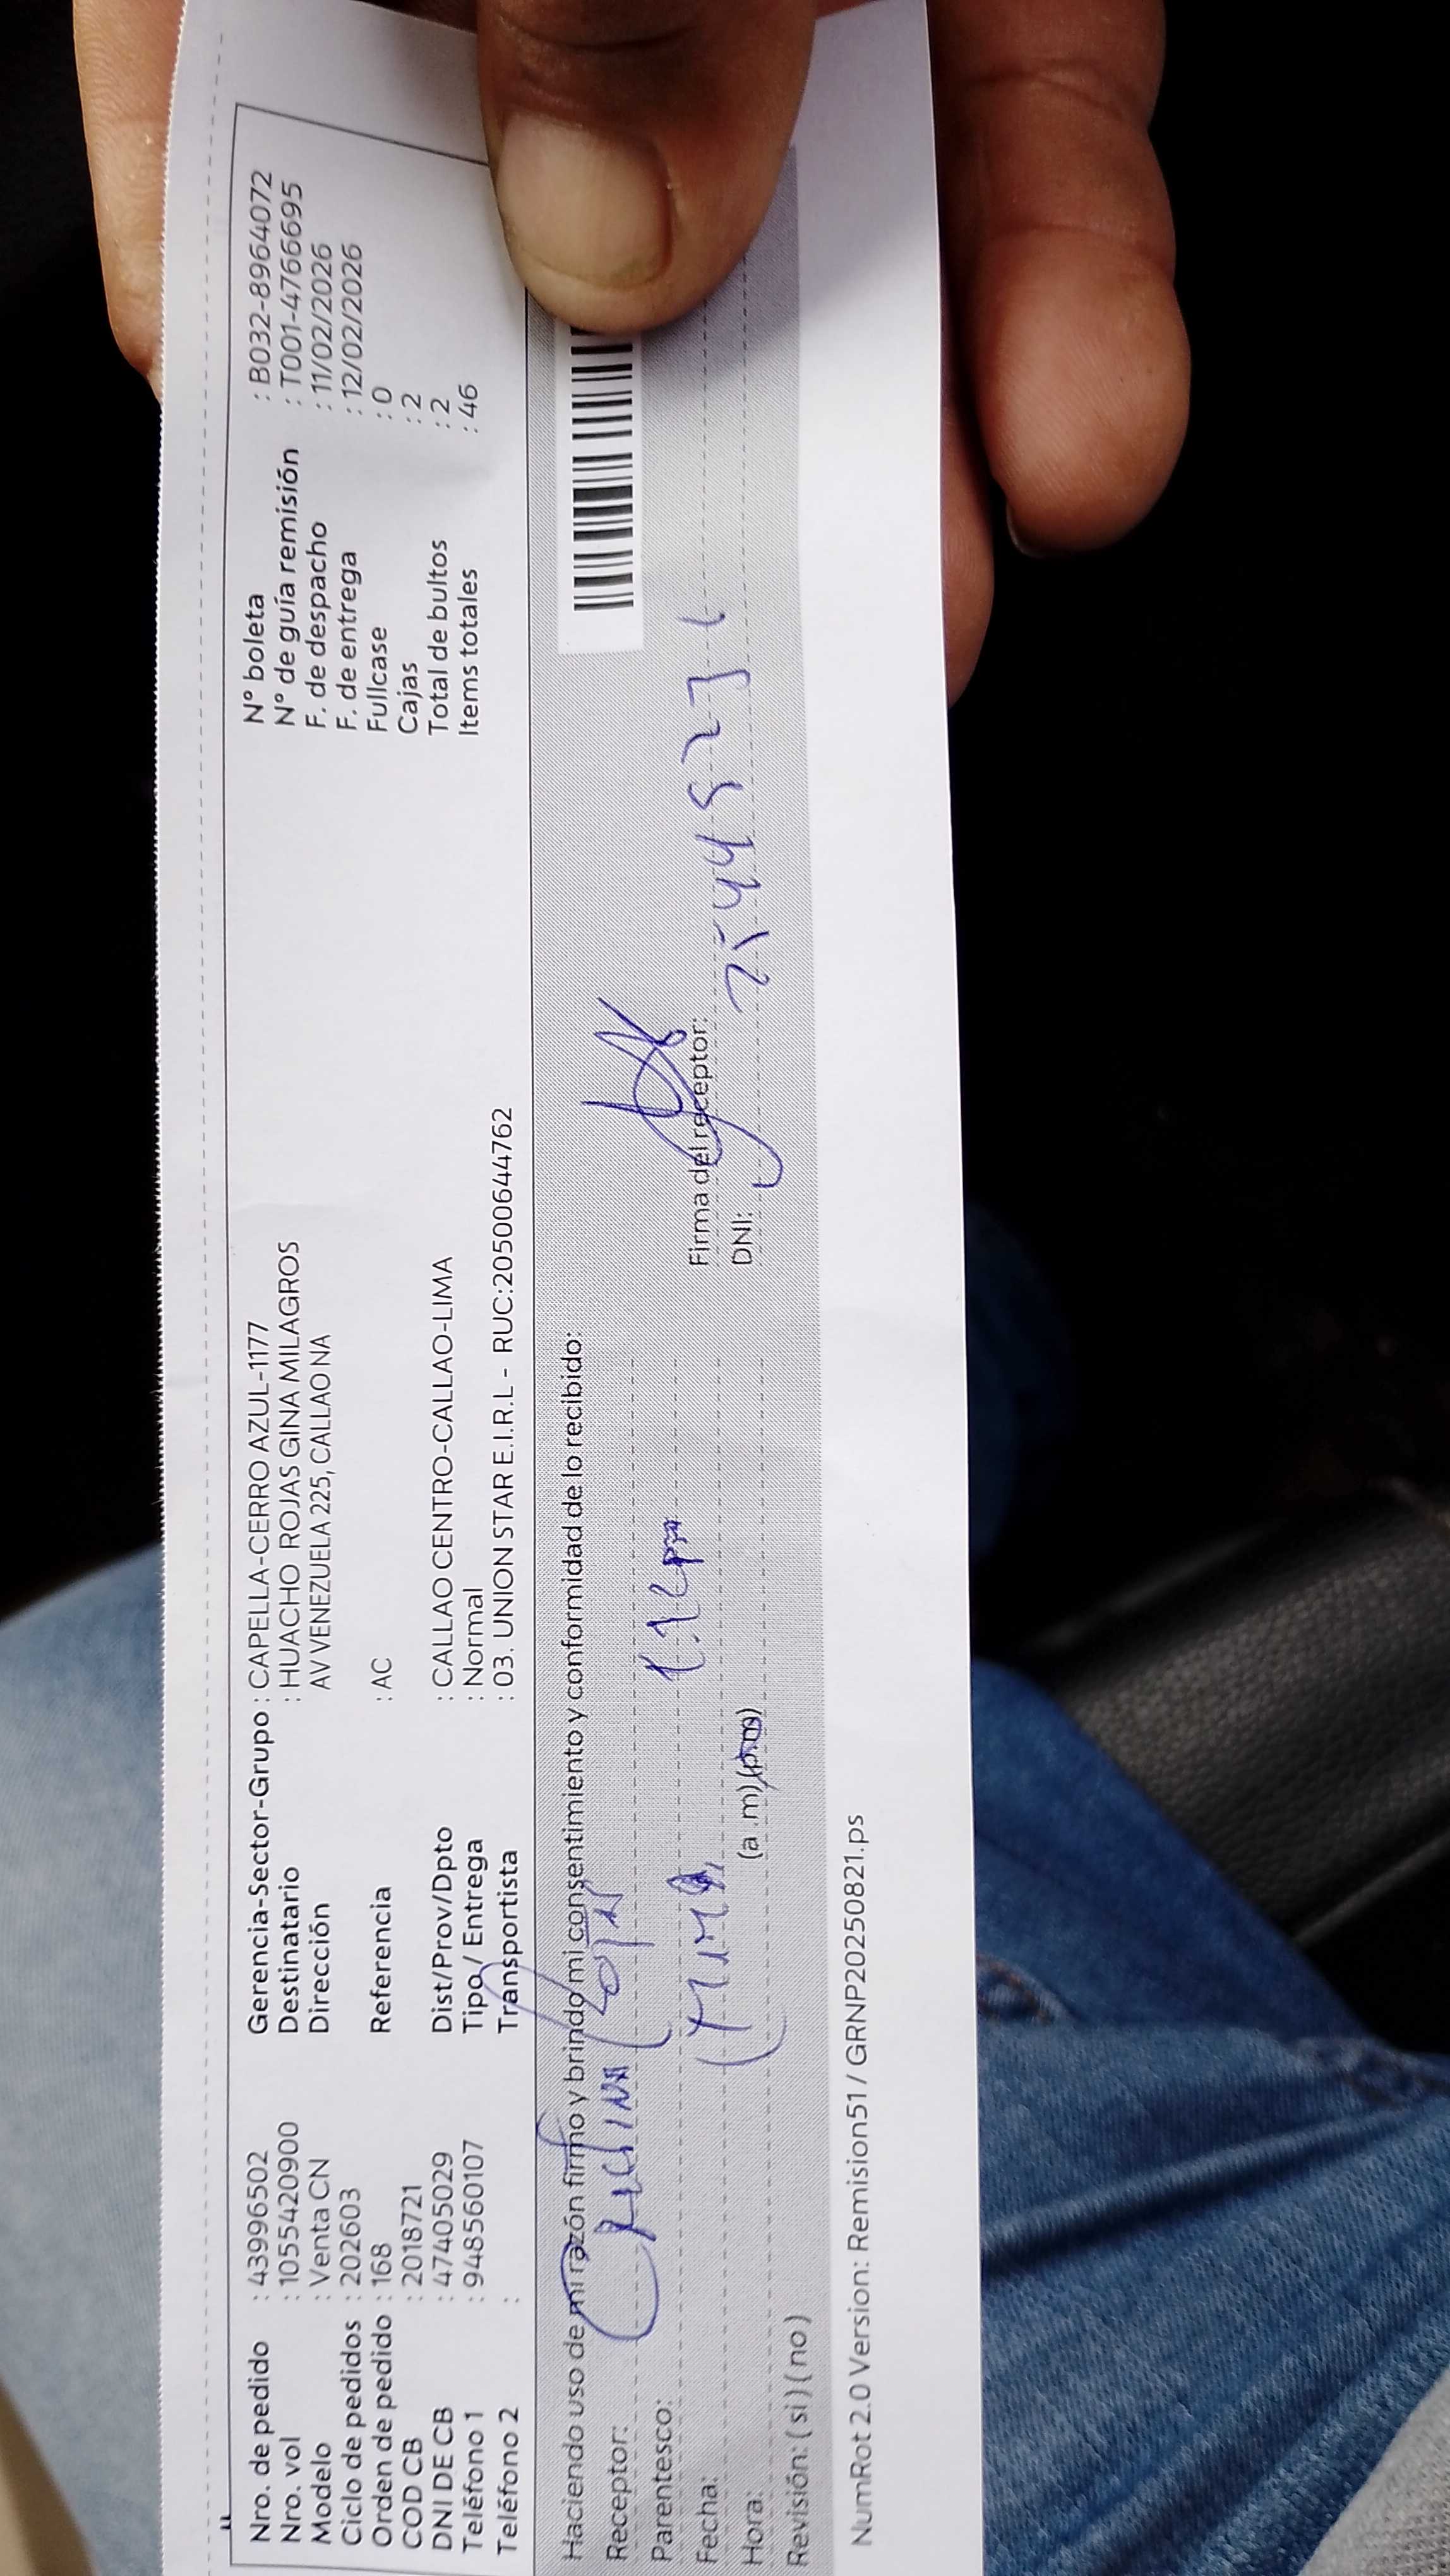 Nro. de pedido : 43996502 Gerencia-Sector-Grupo : CAPELLA-CERRO AZUL-1177 N° boleta : B032-8964072
Nro. vol : 1055420900 Destinatario : HUACHO ROJAS GINA MILAGROS N° de guía remisión : T001-4766695
Modelo : Venta CN Dirección AV VENEZUELA 225, CALLAO NA F. de despacho : 11/02/2026
Ciclo de pedidos : 202603 F. de entrega : 12/02/2026
Orden de pedido : 168 Referencia : AC Fullcase : 0
COD CB : 2018721 Cajas : 2
DNI DE CB : 47405029 Dist/Prov/Dpto : CALLAO CENTRO-CALLAO-LIMA Total de bultos : 2
Teléfono 1 : 948560107 Tipo / Entrega : Normal Items totales : 46
Teléfono 2 : Transportista : 03. UNION STAR E.I.R.L - RUC:20500644762
Haciendo uso de mi razón firmo y brindo mi consentimiento y conformidad de lo recibido:
Receptor:
Parentesco: 1.12pm
Fecha: Firma del receptor:
Hora: (a .m) (p.m) DNI:
Revisión: ( si ) ( no )
NumRot 2.0 Version: Remision51 / GRNP20250821.ps